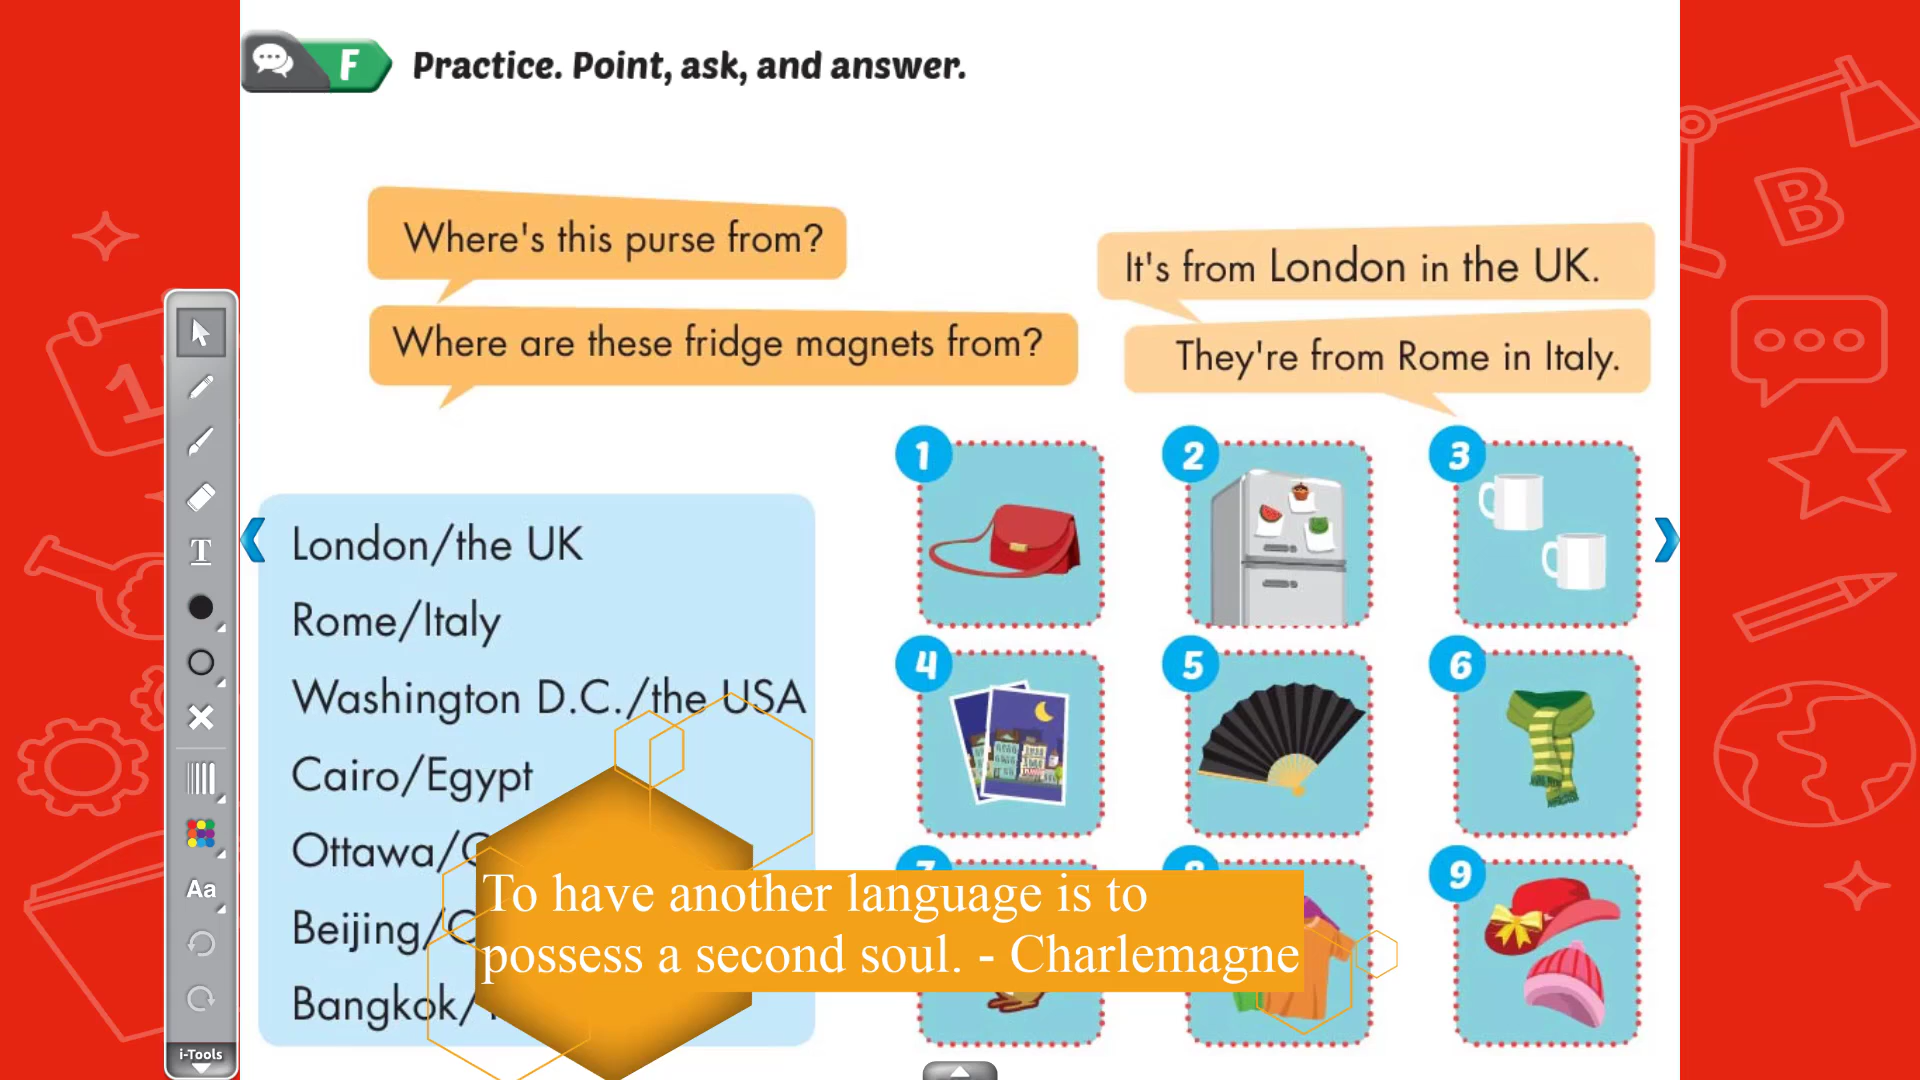 F Practice. Point, ask, and answer.
Where's this purse from?
It's from London in the UK.
Where are these fridge magnets from?
They're from Rome in Italy.
London/the UK
Rome/Italy
Washington D.C./the USA
Cairo/Egypt
Ottawa/
Beijing/
Bangkok/
1 2 3
4 5 6
9
To have another language is to
possess a second soul. - Charlemagne
T
Aa
i-Tools
1
B